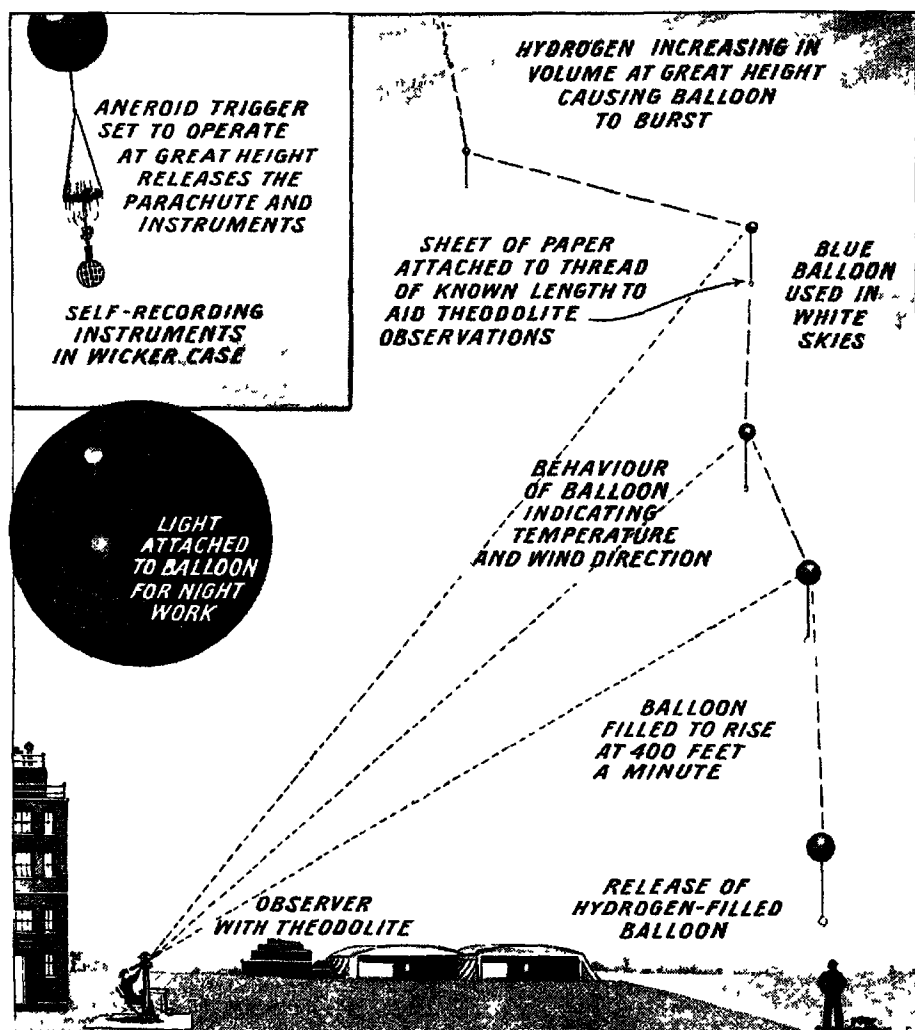 ANEROID TRIGGER
SET TO OPERATE
AT GREAT HEIGHT
RELEASES THE
PARACHUTE AND
INSTRUMENTS
SELF-RECORDING
INSTRUMENTS
IN WICKER CASE
HYDROGEN INCREASING IN
VOLUME AT GREAT HEIGHT
CAUSING BALLOON
TO BURST
SHEET OF PAPER
ATTACHED TO THREAD
OF KNOWN LENGTH TO
AID THEODOLITE
OBSERVATIONS
BLUE
BALLOON
USED IN
WHITE
SKIES
LIGHT
ATTACHED
TO BALLOON
FOR NIGHT
WORK
BEHAVIOUR
OF BALLOON
INDICATING
TEMPERATURE
AND WIND DIRECTION
BALLOON
FILLED TO RISE
AT 400 FEET
A MINUTE
OBSERVER
WITH THEODOLITE
RELEASE OF
HYDROGEN-FILLED
BALLOON